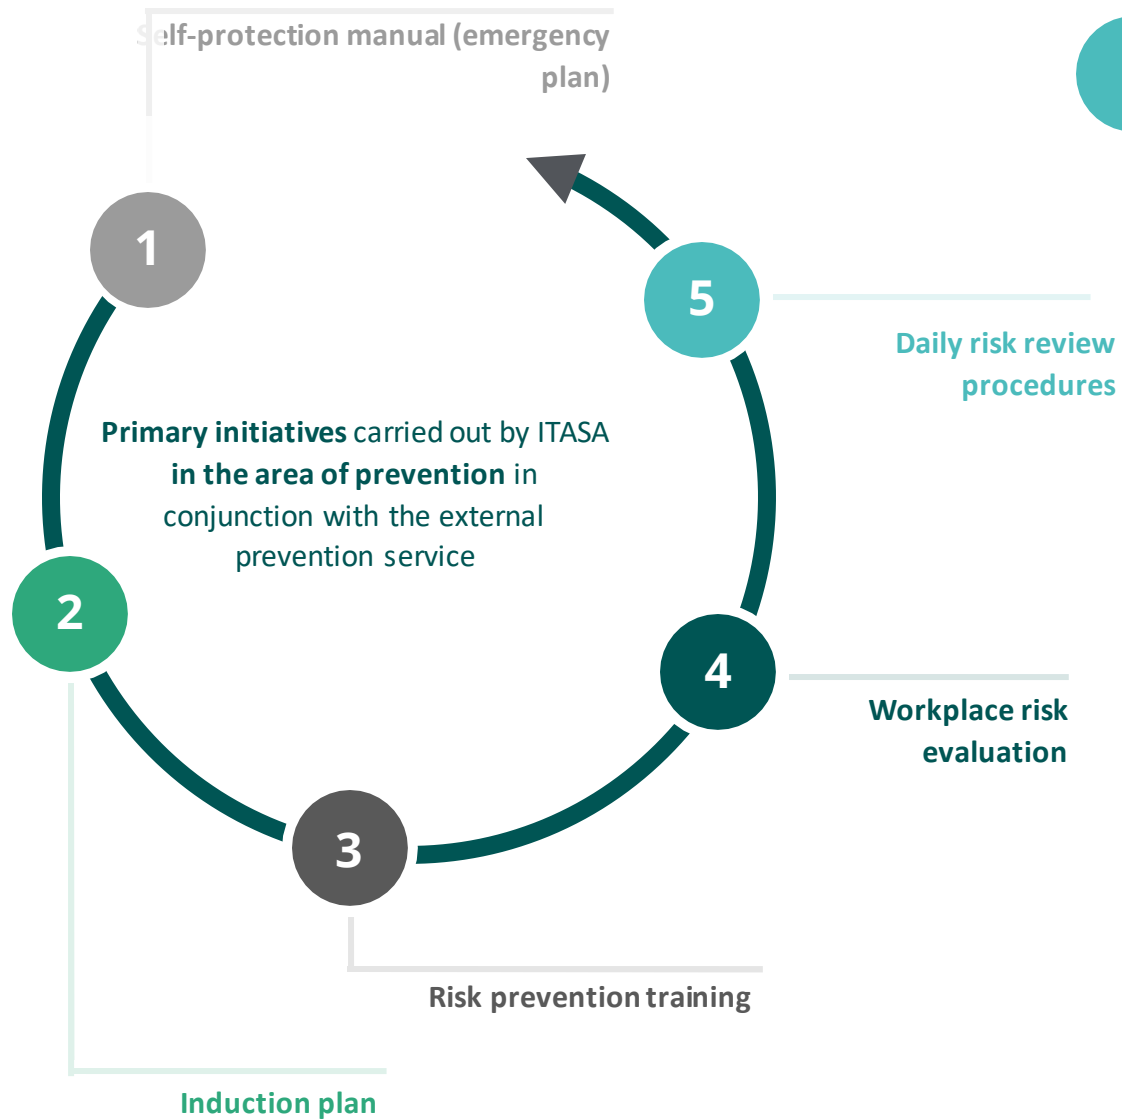 Self-protection manual (emergency
plan)
1
5
Daily risk review
procedures
Primary initiatives carried out by ITASA
in the area of prevention in
conjunction with the external
prevention service
2
4
Workplace risk
evaluation
3
Risk prevention training
Induction plan